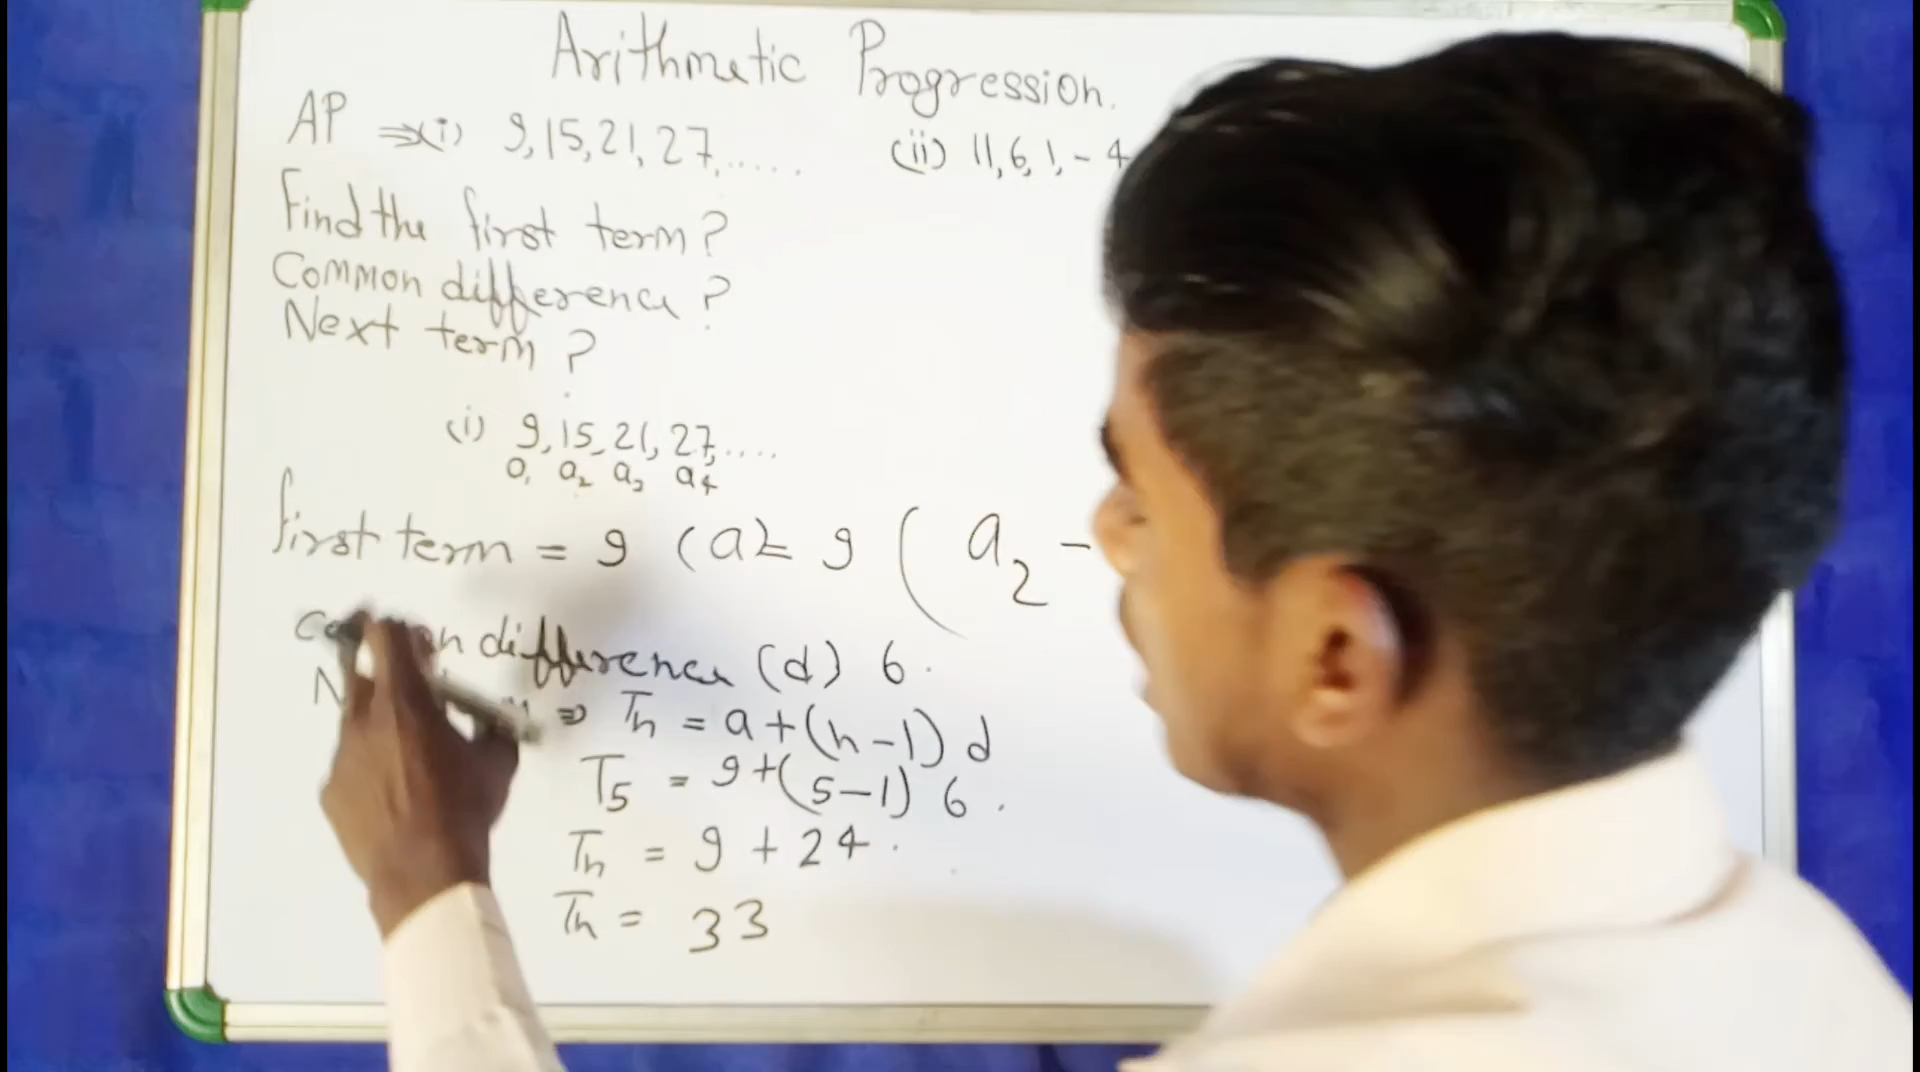 Arithmetic Progression.
AP ⇒(i) 9,15,21,27,..... (ii) 11,6,1,-4
Find the first term?
Common difference?
Next term?
(i) 9,15,21,27,....
a1 a2 a3 a4
first term = 9 (a)= 9 ( a2 -
difference (d) 6.
⇒ Tn = a+(n-1) d
T5 = 9+(5-1) 6.
Tn = 9 + 24.
Tn = 33